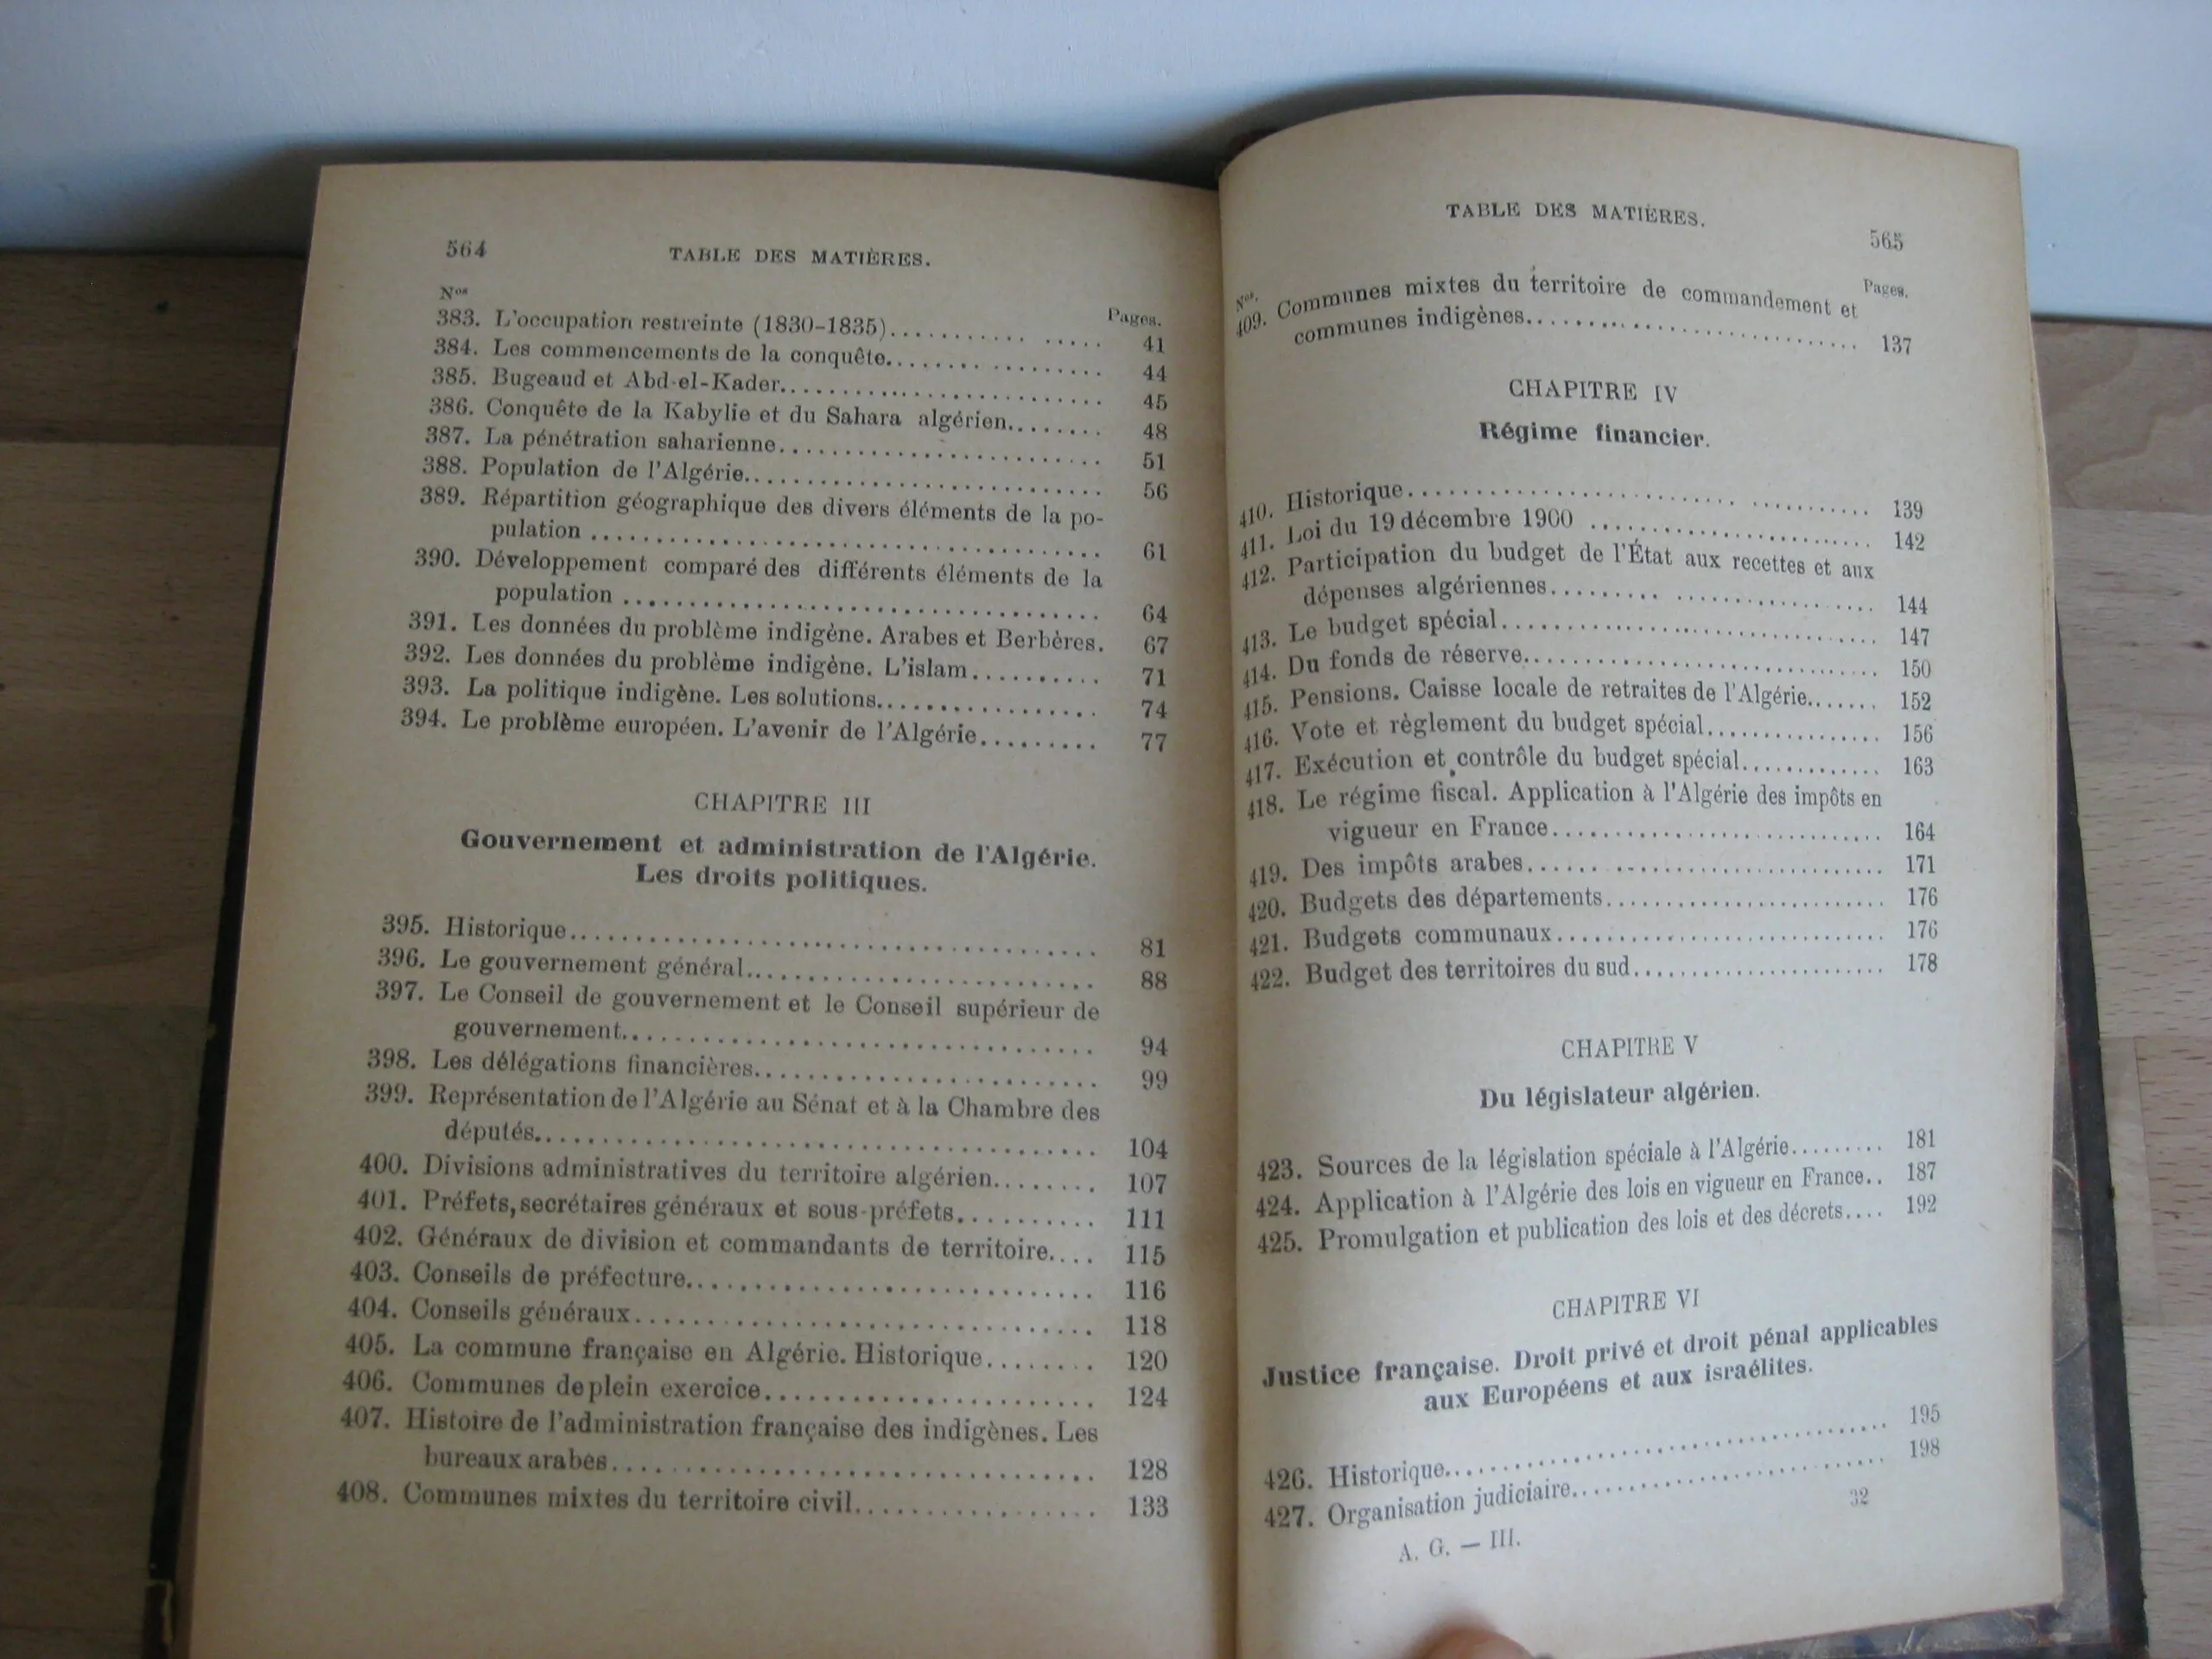 564
TABLE DES MATIÈRES.
Nos
Pages.
383. L'occupation restreinte (1830-1835)........... ..... 41
384. Les commencements de la conquête................. 44
385. Bugeaud et Abd-el-Kader......................... 45
386. Conquête de la Kabylie et du Sahara algérien........ 48
387. La pénétration saharienne......................... 51
388. Population de l'Algérie............................ 56
389. Répartition géographique des divers éléments de la po-
pulation ....................................... 61
390. Développement comparé des différents éléments de la
population .................................... 64
391. Les données du problème indigène. Arabes et Berbères. 67
392. Les données du problème indigène. L'islam.......... 71
393. La politique indigène. Les solutions................. 74
394. Le problème européen. L'avenir de l'Algérie......... 77
CHAPITRE III
Gouvernement et administration de l'Algérie.
Les droits politiques.
395. Historique........................................ 81
396. Le gouvernement général........................... 88
397. Le Conseil de gouvernement et le Conseil supérieur de
gouvernement.................................... 94
398. Les délégations financières.......................... 99
399. Représentation de l'Algérie au Sénat et à la Chambre des
députés.......................................... 104
400. Divisions administratives du territoire algérien........ 107
401. Préfets, secrétaires généraux et sous-préfets.......... 111
402. Généraux de division et commandants de territoire.... 115
403. Conseils de préfecture.............................. 116
404. Conseils généraux.................................. 118
405. La commune française en Algérie. Historique........ 120
406. Communes de plein exercice......................... 124
407. Histoire de l'administration française des indigènes. Les
bureaux arabes................................... 128
408. Communes mixtes du territoire civil................. 133
TABLE DES MATIÈRES.
565
Nos.
Pages.
409. Communes mixtes du territoire de commandement et
communes indigènes......................... 137
CHAPITRE IV
Régime financier.
410. Historique......................... ........... 139
411. Loi du 19 décembre 1900 ...................... 142
412. Participation du budget de l'État aux recettes et aux
dépenses algériennes......... ................ 144
413. Le budget spécial............................. 147
414. Du fonds de réserve........................... 150
415. Pensions. Caisse locale de retraites de l'Algérie....... 152
416. Vote et règlement du budget spécial................ 156
417. Exécution et contrôle du budget spécial............. 163
418. Le régime fiscal. Application à l'Algérie des impôts en
vigueur en France............................ 164
419. Des impôts arabes...... ....................... 171
420. Budgets des départements........................ 176
421. Budgets communaux............................. 176
422. Budget des territoires du sud....................... 178
CHAPITRE V
Du législateur algérien.
423. Sources de la législation spéciale à l'Algérie......... 181
424. Application à l'Algérie des lois en vigueur en France.. 187
425. Promulgation et publication des lois et des décrets.... 192
CHAPITRE VI
Justice française. Droit privé et droit pénal applicables
aux Européens et aux israélites.
426. Historique..................................... 195
427. Organisation judiciaire........................... 198
A. G. — III.
32